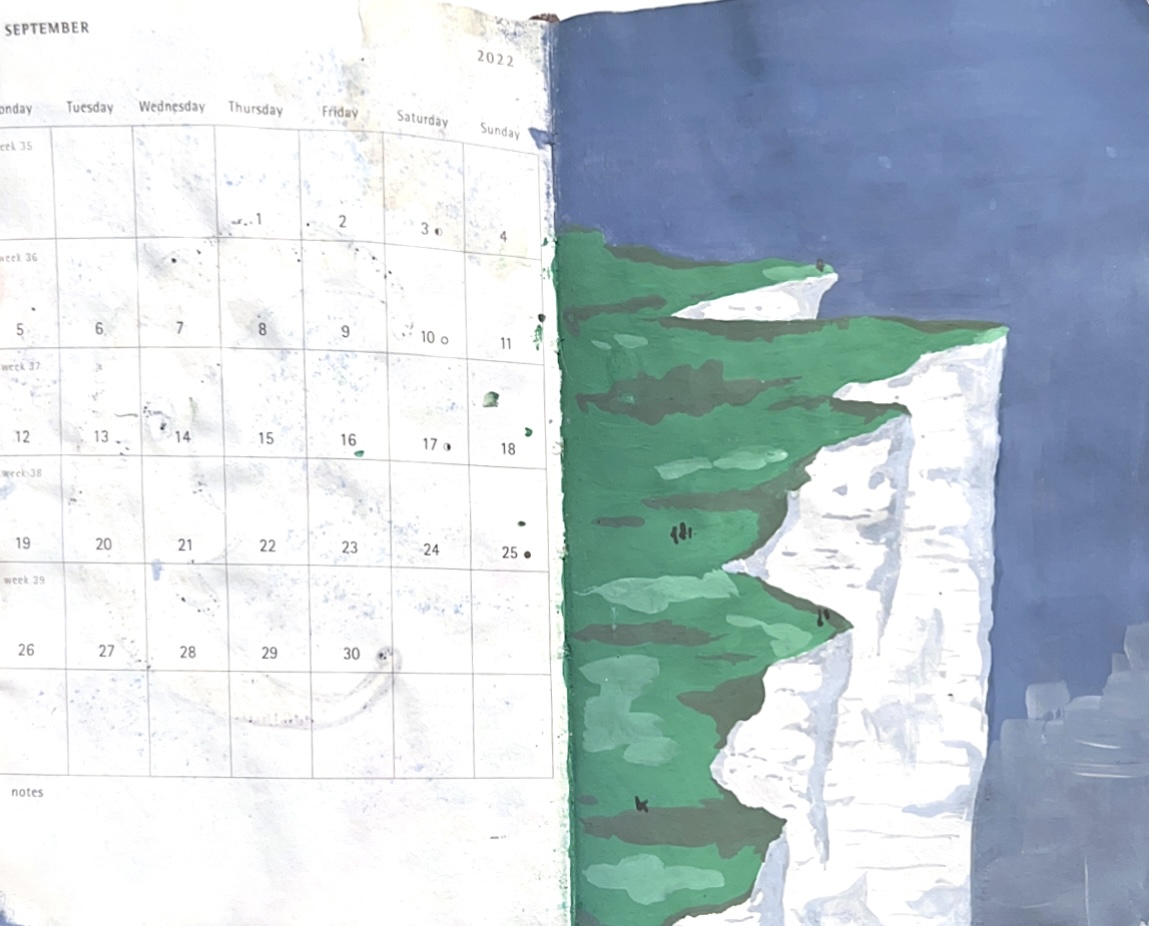 SEPTEMBER
2022
onday Tuesday Wednesday Thursday Friday Saturday Sunday
eek 35
1 2 3 4
week 36
5 6 7 8 9 10 11
week 37
12 13 14 15 16 17 18
week 38
19 20 21 22 23 24 25
week 39
26 27 28 29 30
notes